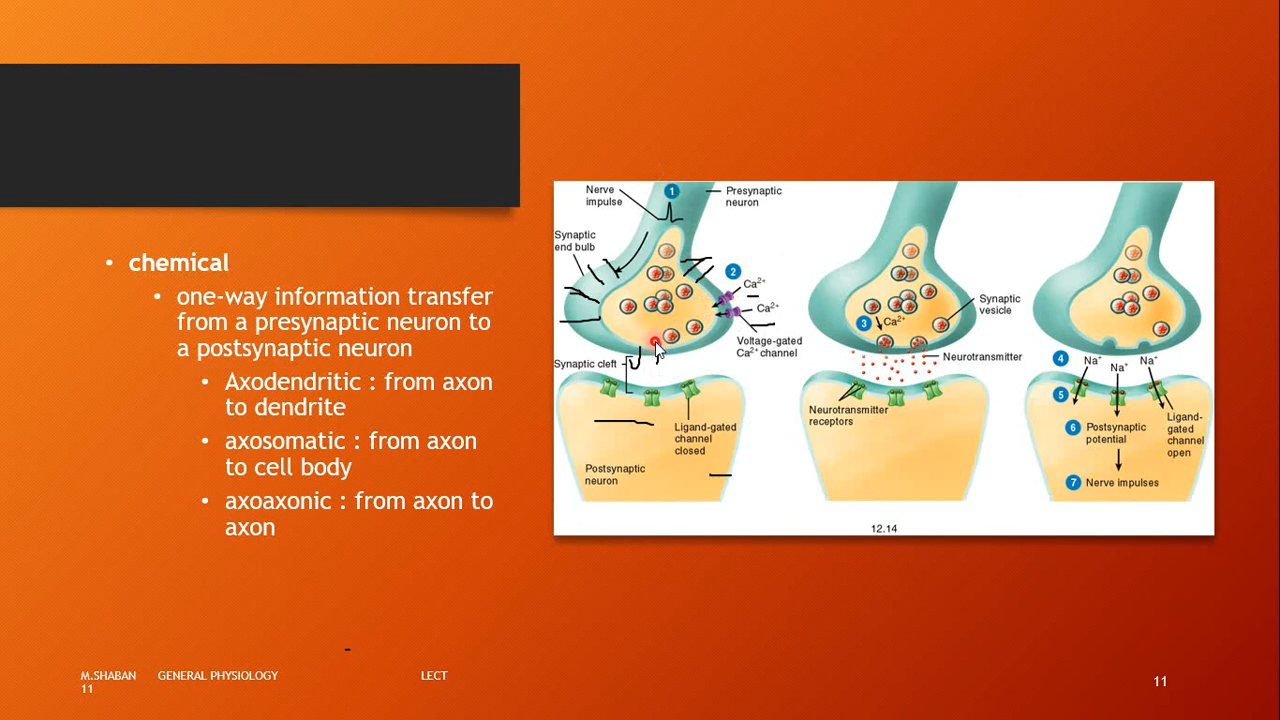 chemical
one-way information transfer
from a presynaptic neuron to
a postsynaptic neuron
Axodendritic : from axon
to dendrite
axosomatic : from axon
to cell body
axoaxonic : from axon to
axon
Nerve
impulse
1
Presynaptic
neuron
Synaptic
end bulb
2
Ca2+
Ca2+
Voltage-gated
Ca2+ channel
Synaptic cleft
Ligand-gated
channel
closed
Postsynaptic
neuron
3
Ca2+
Synaptic
vesicle
Neurotransmitter
Neurotransmitter
receptors
4
Na+
Na+
Na+
5
6
Postsynaptic
potential
Ligand-
gated
channel
open
7
Nerve impulses
12.14
M.SHABAN GENERAL PHYSIOLOGY LECT
11
11